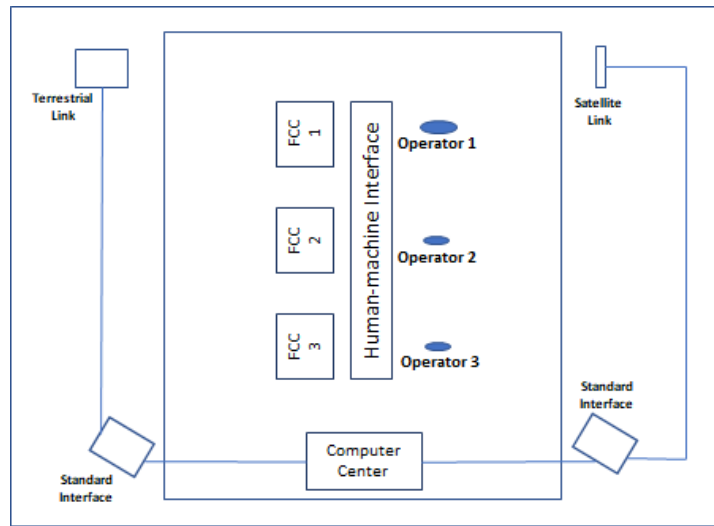 Terrestrial
Link
FCC
1
Human-machine Interface
Operator 1
Satellite
Link
FCC
2
Operator 2
FCC
3
Operator 3
Standard
Interface
Computer
Center
Standard
Interface